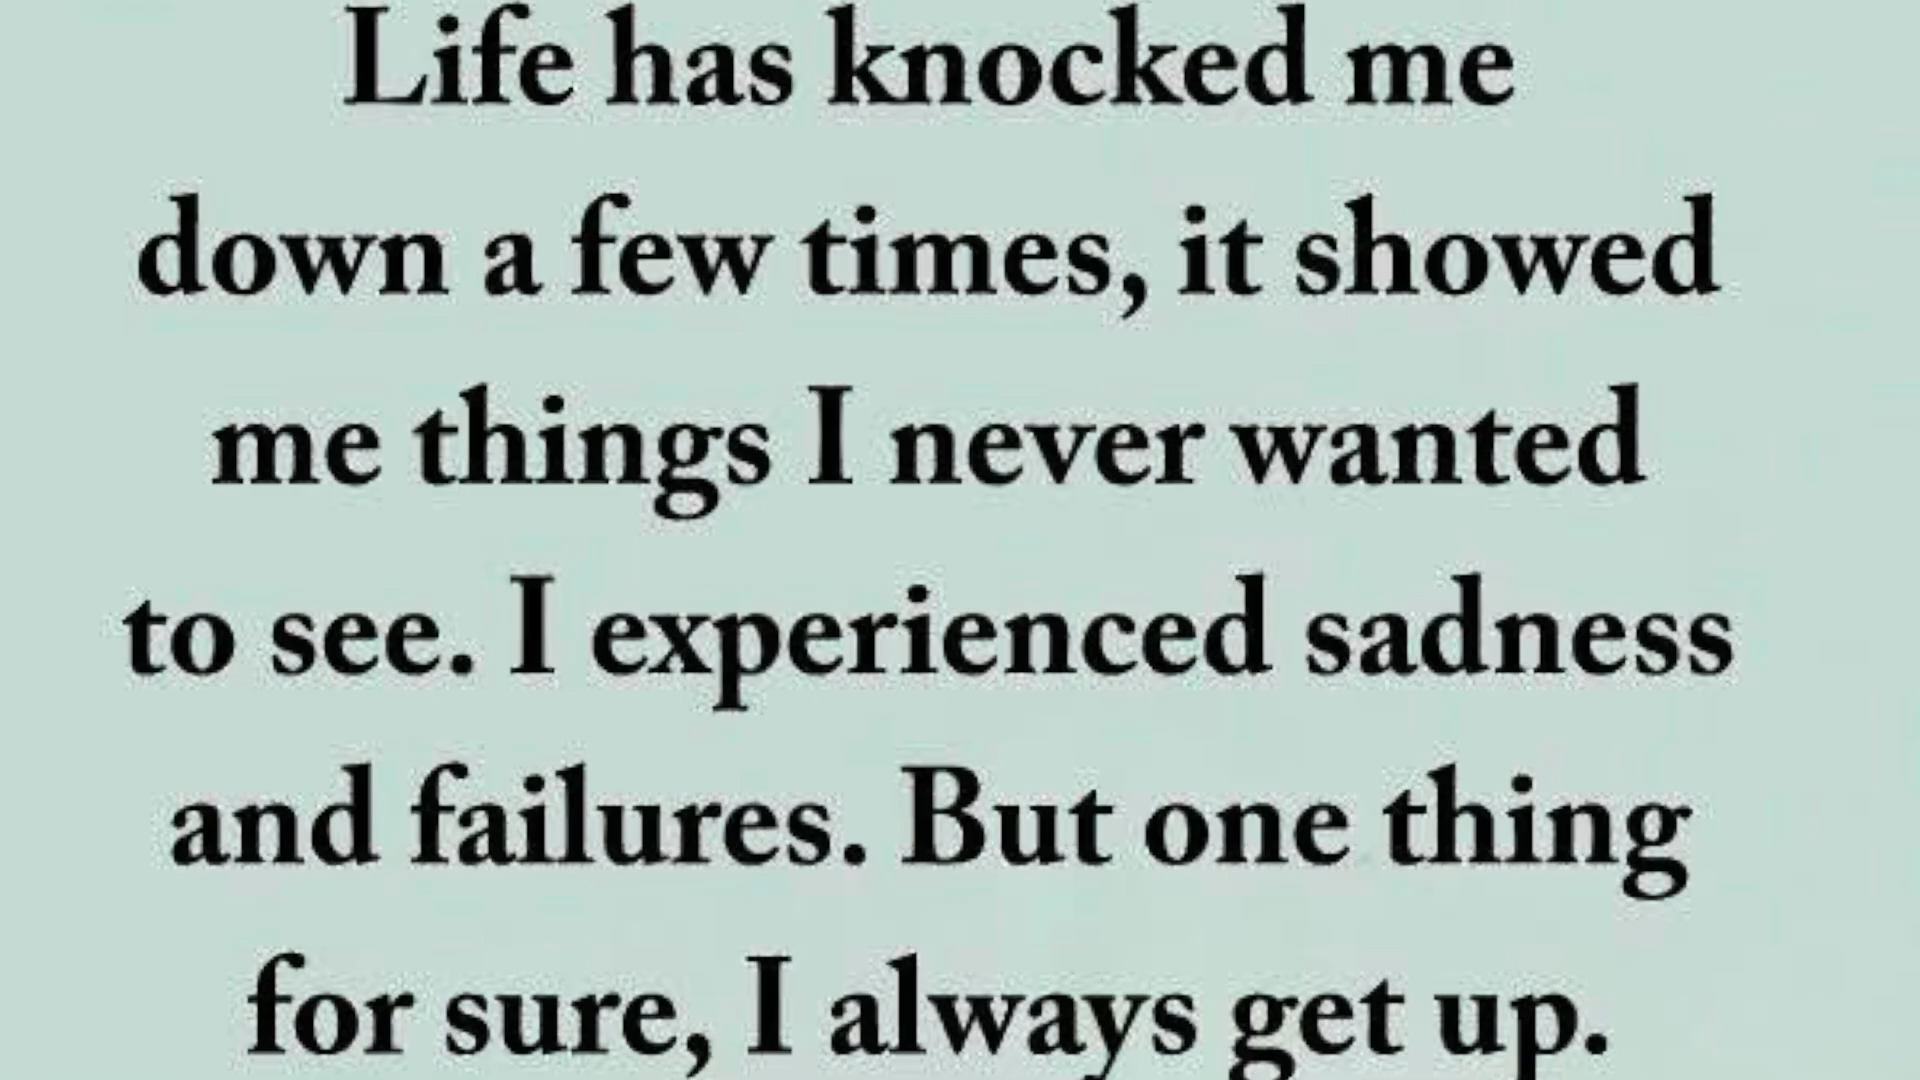 Life has knocked me
down a few times, it showed
me things I never wanted
to see. I experienced sadness
and failures. But one thing
for sure, I always get up.